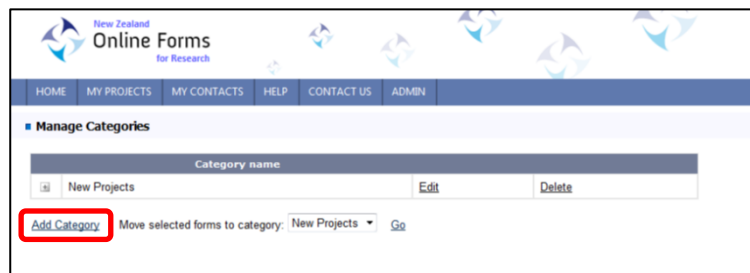 New Zealand
Online Forms
for Research
HOME MY PROJECTS MY CONTACTS HELP CONTACT US ADMIN
Manage Categories
Category name
New Projects Edit Delete
Add Category Move selected forms to category: New Projects Go